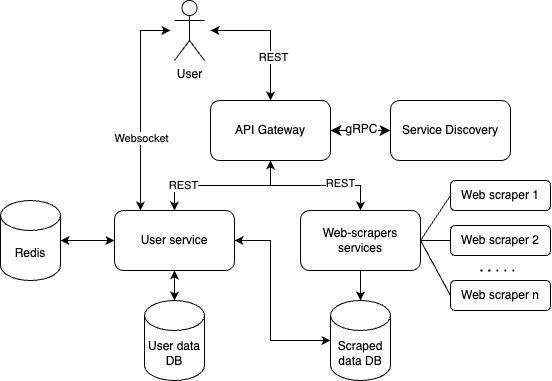 User
REST
Websocket
API Gateway
gRPC
Service Discovery
REST
REST
Web scraper 1
Redis
User service
Web-scrapers
services
Web scraper 2
.....
Web scraper n
User data
DB
Scraped
data DB